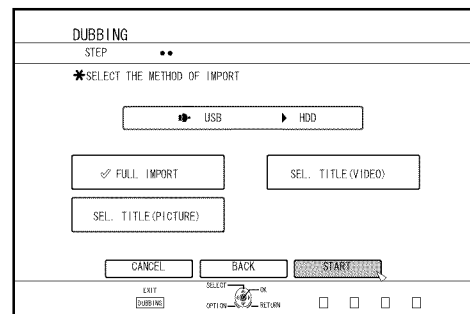 DUBBING
STEP
*SELECT THE METHOD OF IMPORT
USB HDD
FULL IMPORT
SEL. TITLE(VIDEO)
SEL. TITLE(PICTURE)
CANCEL BACK START
EXIT
DUBBING
SELECT OK
OPTION RETURN